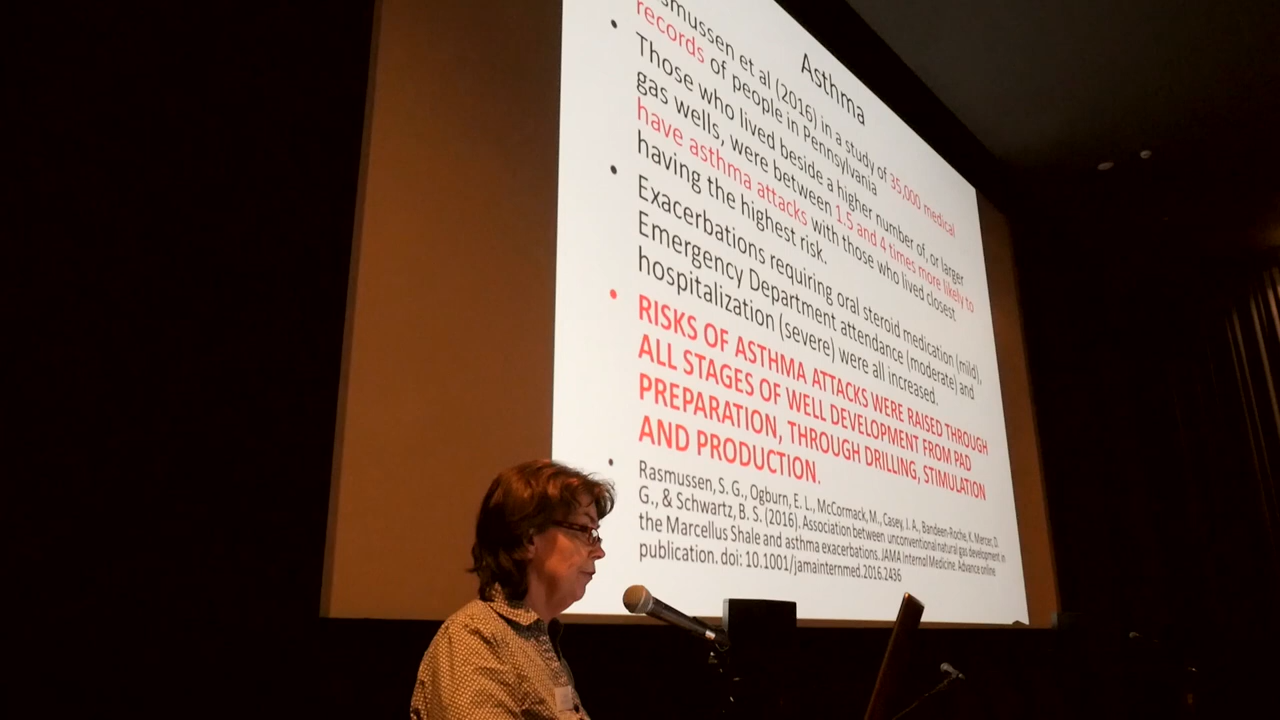 Asthma
smussen et al (2016) in a study of 35,000 medical
records of people in Pennsylvania
• Those who lived beside a higher number of, or larger
gas wells, were between 1.5 and 4 times more likely to
have asthma attacks with those who lived closest
having the highest risk.
• Exacerbations requiring oral steroid medication (mild),
Emergency Department attendance (moderate) and
hospitalization (severe) were all increased.
• RISKS OF ASTHMA ATTACKS WERE RAISED THROUGH
ALL STAGES OF WELL DEVELOPMENT FROM PAD
PREPARATION, THROUGH DRILLING, STIMULATION
AND PRODUCTION.
• Rasmussen, S. G., Ogburn, E. L., McCormack, M., Casey, J. A., Bandeen-Roche, K. Mercer, D.
G., & Schwartz, B. S. (2016). Association between unconventional natural gas development in
the Marcellus Shale and asthma exacerbations. JAMA Internal Medicine. Advance online
publication. doi: 10.1001/jamainternmed.2016.2436